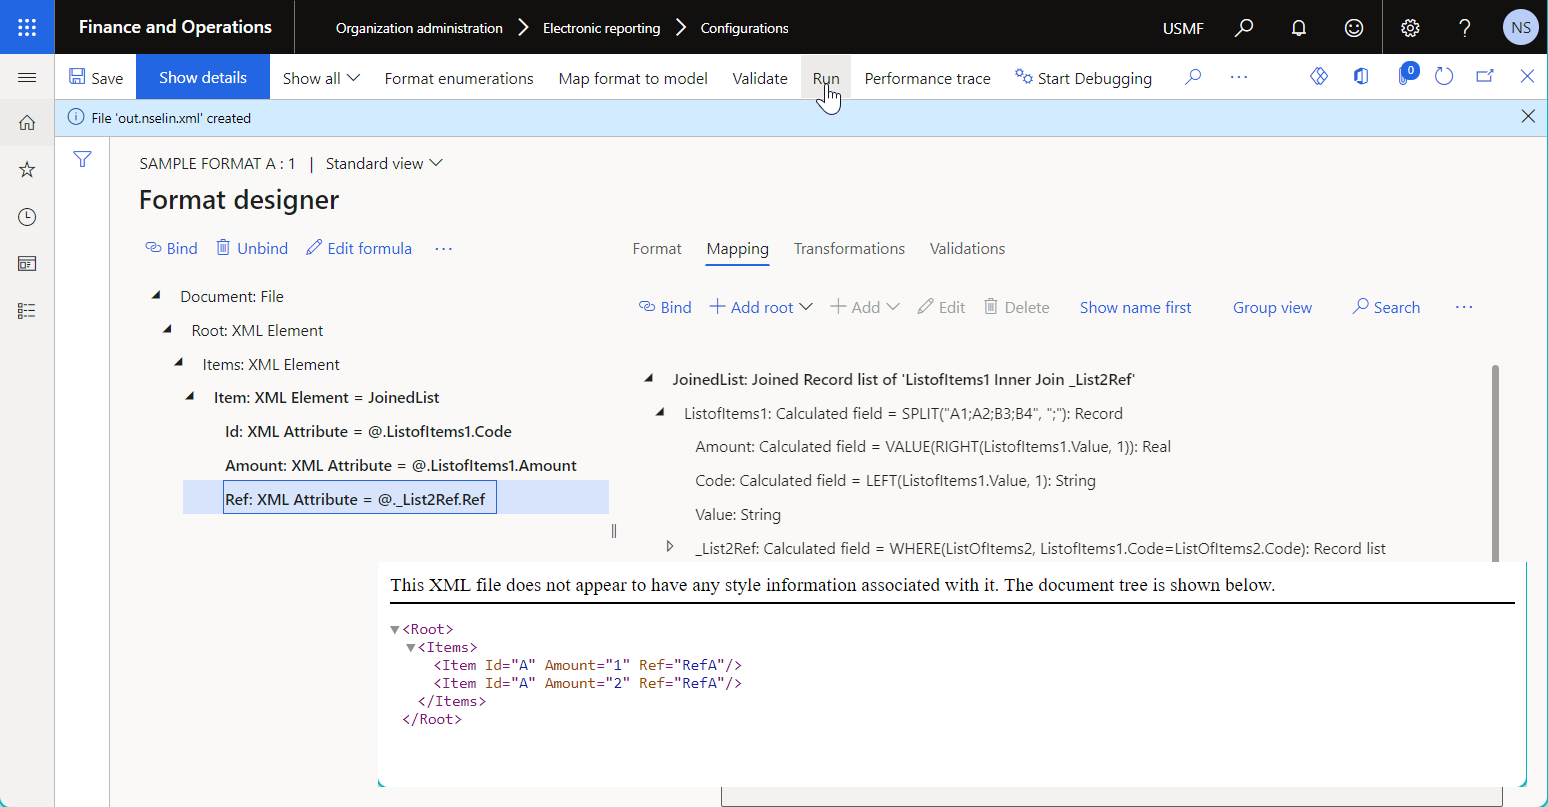 Finance and Operations
Organization administration
Electronic reporting
Configurations
USMF
NS
Save
Show details
Show all
Format enumerations
Map format to model
Validate
Run
Performance trace
Start Debugging
0
File 'out.nselin.xml' created
SAMPLE FORMAT A : 1 | Standard view
Format designer
Bind
Unbind
Edit formula
Format
Mapping
Transformations
Validations
Bind
Add root
Add
Edit
Delete
Show name first
Group view
Search
Document: File
Root: XML Element
Items: XML Element
Item: XML Element = JoinedList
Id: XML Attribute = @.ListofItems1.Code
Amount: XML Attribute = @.ListofItems1.Amount
Ref: XML Attribute = @._List2Ref.Ref
JoinedList: Joined Record list of 'ListofItems1 Inner Join _List2Ref'
ListofItems1: Calculated field = SPLIT("A1;A2;B3;B4", ";"): Record
Amount: Calculated field = VALUE(RIGHT(ListofItems1.Value, 1)): Real
Code: Calculated field = LEFT(ListofItems1.Value, 1): String
Value: String
_List2Ref: Calculated field = WHERE(ListOfItems2, ListofItems1.Code=ListOfItems2.Code): Record list
This XML file does not appear to have any style information associated with it. The document tree is shown below.
<Root>
<Items>
<Item Id="A" Amount="1" Ref="RefA"/>
<Item Id="A" Amount="2" Ref="RefA"/>
</Items>
</Root>